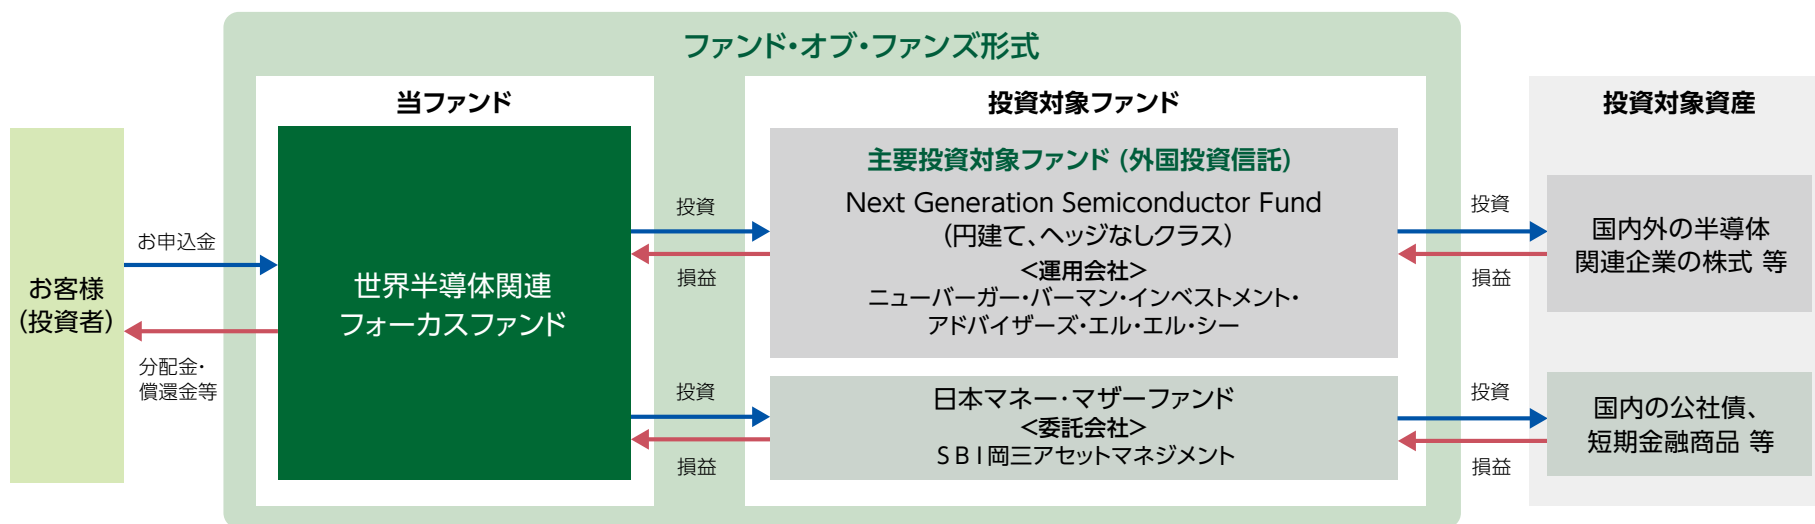 ファンド・オブ・ファンズ形式
当ファンド
投資対象ファンド
投資対象資産
お客様
(投資者)
お申込金
分配金・
償還金等
世界半導体関連
フォーカスファンド
投資
損益
投資
損益
主要投資対象ファンド (外国投資信託)
Next Generation Semiconductor Fund
(円建て、ヘッジなしクラス)
<運用会社>
ニューバーガー・バーマン・インベストメント・
アドバイザーズ・エル・エル・シー
日本マネー・マザーファンド
<委託会社>
SBI岡三アセットマネジメント
投資
損益
投資
損益
国内外の半導体
関連企業の株式 等
国内の公社債、
短期金融商品 等